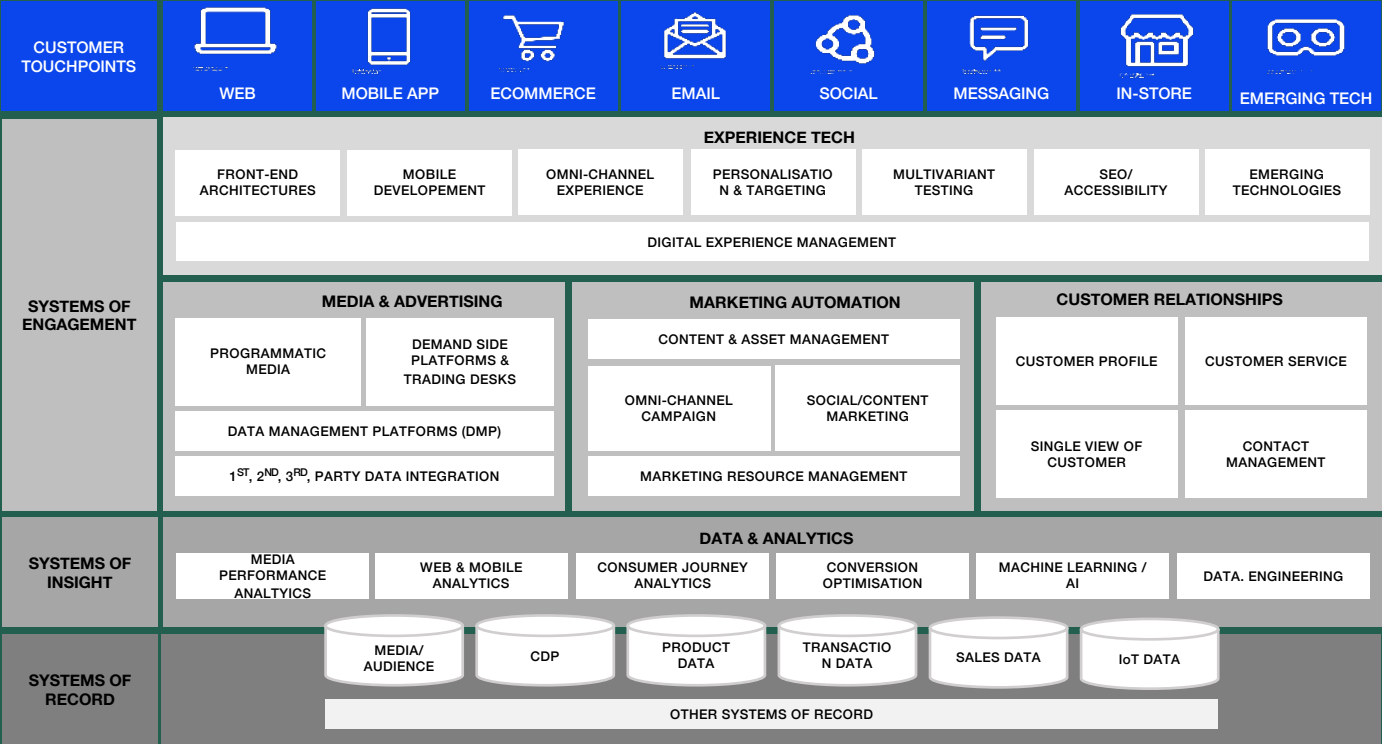 CUSTOMER
TOUCHPOINTS
WEB
MOBILE APP
ECOMMERCE
EMAIL
SOCIAL
MESSAGING
IN-STORE
EMERGING TECH
SYSTEMS OF
ENGAGEMENT
EXPERIENCE TECH
FRONT-END
ARCHITECTURES
MOBILE
DEVELOPEMENT
OMNI-CHANNEL
EXPERIENCE
PERSONALISATIO
N & TARGETING
MULTIVARIANT
TESTING
SEO/
ACCESSIBILITY
EMERGING
TECHNOLOGIES
DIGITAL EXPERIENCE MANAGEMENT
MEDIA & ADVERTISING
PROGRAMMATIC
MEDIA
DEMAND SIDE
PLATFORMS &
TRADING DESKS
DATA MANAGEMENT PLATFORMS (DMP)
1ST, 2ND, 3RD, PARTY DATA INTEGRATION
MARKETING AUTOMATION
CONTENT & ASSET MANAGEMENT
OMNI-CHANNEL
CAMPAIGN
SOCIAL/CONTENT
MARKETING
MARKETING RESOURCE MANAGEMENT
CUSTOMER RELATIONSHIPS
CUSTOMER PROFILE
CUSTOMER SERVICE
SINGLE VIEW OF
CUSTOMER
CONTACT
MANAGEMENT
SYSTEMS OF
INSIGHT
DATA & ANALYTICS
MEDIA
PERFORMANCE
ANALTYICS
WEB & MOBILE
ANALYTICS
CONSUMER JOURNEY
ANALYTICS
CONVERSION
OPTIMISATION
MACHINE LEARNING /
AI
DATA. ENGINEERING
SYSTEMS OF
RECORD
MEDIA/
AUDIENCE
CDP
PRODUCT
DATA
TRANSACTIO
N DATA
SALES DATA
IoT DATA
OTHER SYSTEMS OF RECORD